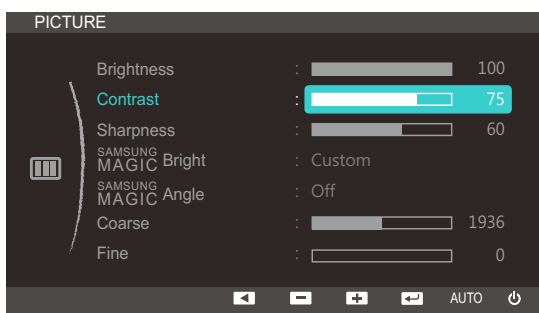 PICTURE
Brightness : 100
Contrast : 75
Sharpness : 60
SAMSUNG MAGIC Bright : Custom
SAMSUNG MAGIC Angle : Off
Coarse : 1936
Fine : 0
AUTO